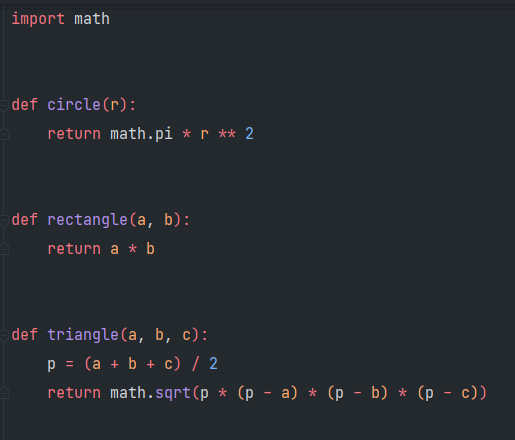 import math
def circle(r):
    return math.pi * r ** 2
def rectangle(a, b):
    return a * b
def triangle(a, b, c):
    p = (a + b + c) / 2
    return math.sqrt(p * (p - a) * (p - b) * (p - c))